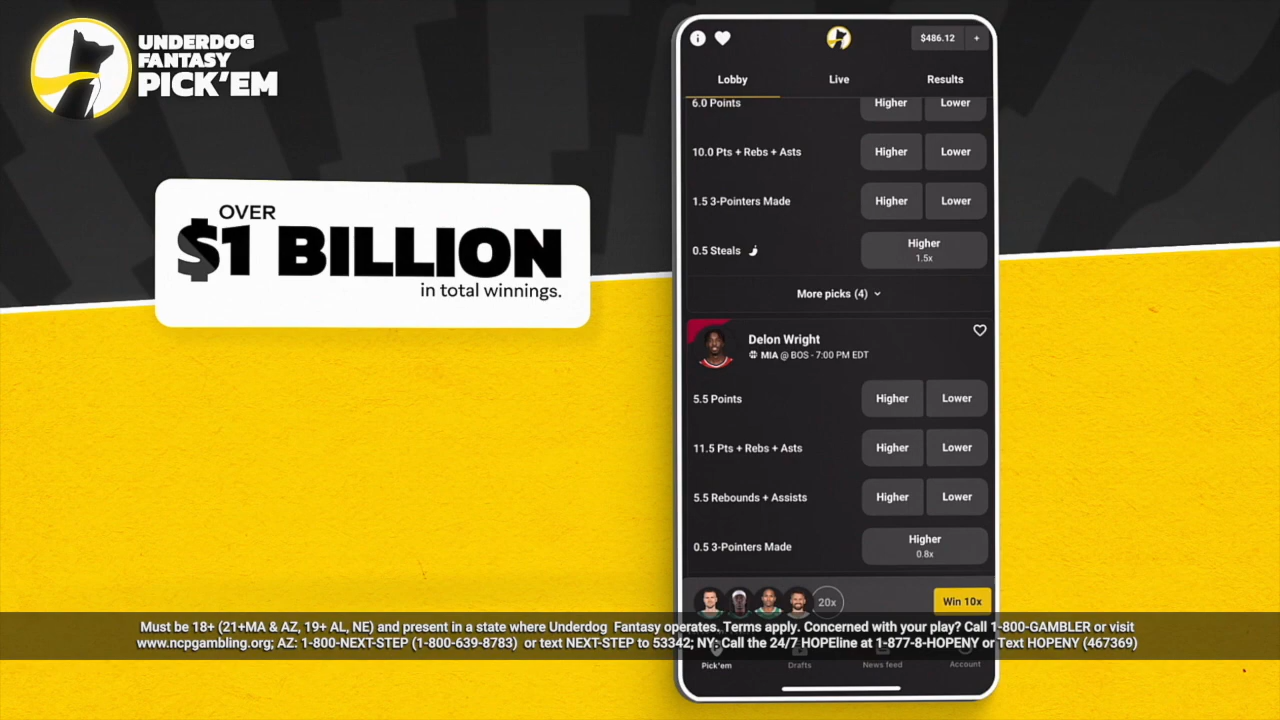 UNDERDOG
FANTASY
PICK'EM
OVER
$1 BILLION
in total winnings.
$486.12 +
Lobby Live Results
6.0 Points Higher Lower
10.0 Pts + Rebs + Asts Higher Lower
1.5 3-Pointers Made Higher Lower
0.5 Steals Higher
1.5x
More picks (4)
Delon Wright
MIA @ BOS - 7:00 PM EDT
5.5 Points Higher Lower
11.5 Pts + Rebs + Asts Higher Lower
5.5 Rebounds + Assists Higher Lower
0.5 3-Pointers Made Higher
0.8x
20x Win 10x
Must be 18+ (21+MA & AZ, 19+ AL, NE) and present in a state where Underdog Fantasy operates. Terms apply. Concerned with your play? Call 1-800-GAMBLER or visit
www.ncpgambling.org; AZ: 1-800-NEXT-STEP (1-800-639-8783) or text NEXT-STEP to 53342; NY: Call the 24/7 HOPEline at 1-877-8-HOPENY or Text HOPENY (467369)
Pick'em Drafts News feed Account